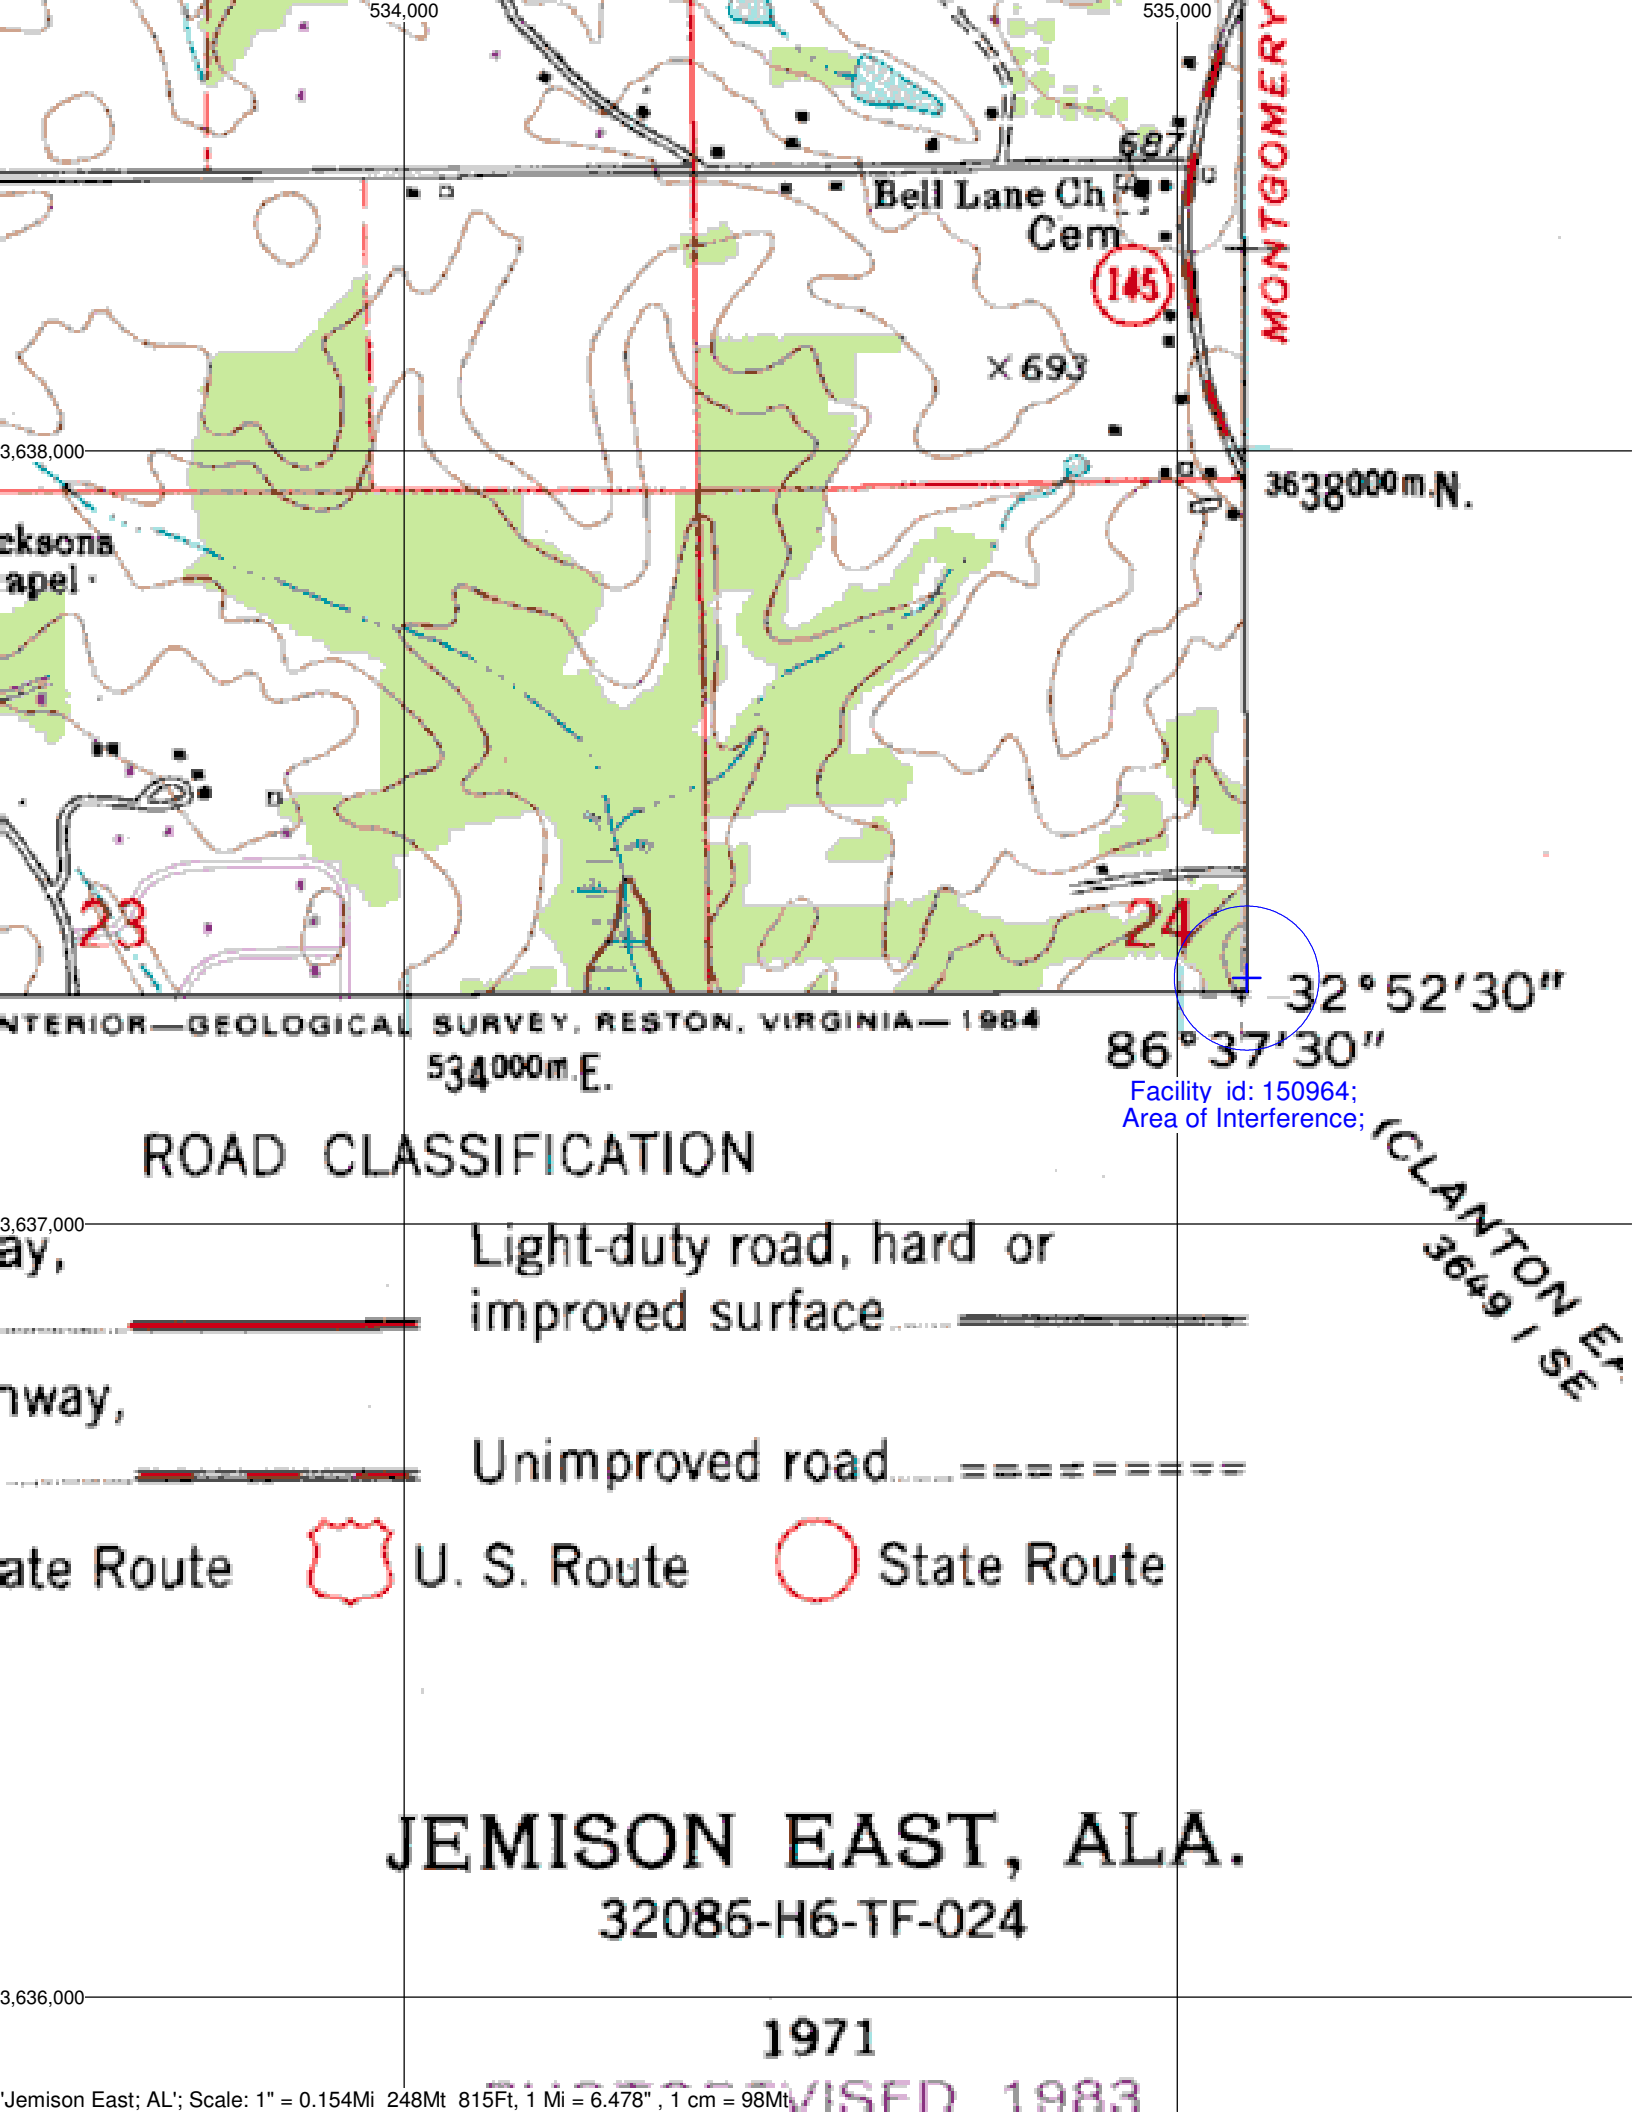 534,000
535,000
MONTGOMERY
687
Bell Lane Ch
Cem
145
×693
3,638,000
3638000m.N.
cksons
apel
23
24
32°52'30"
NTERIOR—GEOLOGICAL SURVEY, RESTON, VIRGINIA—1984
86°37'30"
534000m.E.
Facility id: 150964;
Area of Interference;
(CLANTON
3649 I SE
ROAD CLASSIFICATION
3,637,000
ay,
Light-duty road, hard or
improved surface
hway,
Unimproved road
ate Route
U. S. Route
State Route
JEMISON EAST, ALA.
32086-H6-TF-024
3,636,000
1971
VISED 1983
'Jemison East; AL'; Scale: 1" = 0.154Mi 248Mt 815Ft, 1 Mi = 6.478" , 1 cm = 98Mt